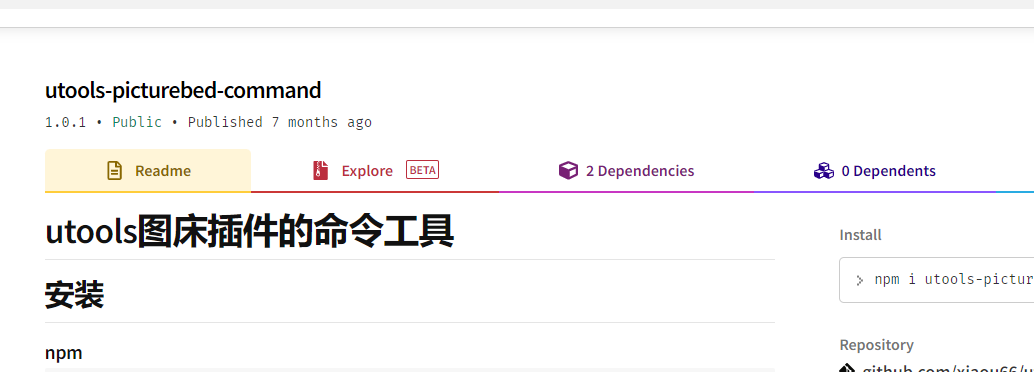 utools-picturebed-command
1.0.1 • Public • Published 7 months ago
Readme
Explore BETA
2 Dependencies
0 Dependents
utools图床插件的命令工具
安装
npm
Install
npm i utools-pictur
Repository
github.com/xiaou66/u